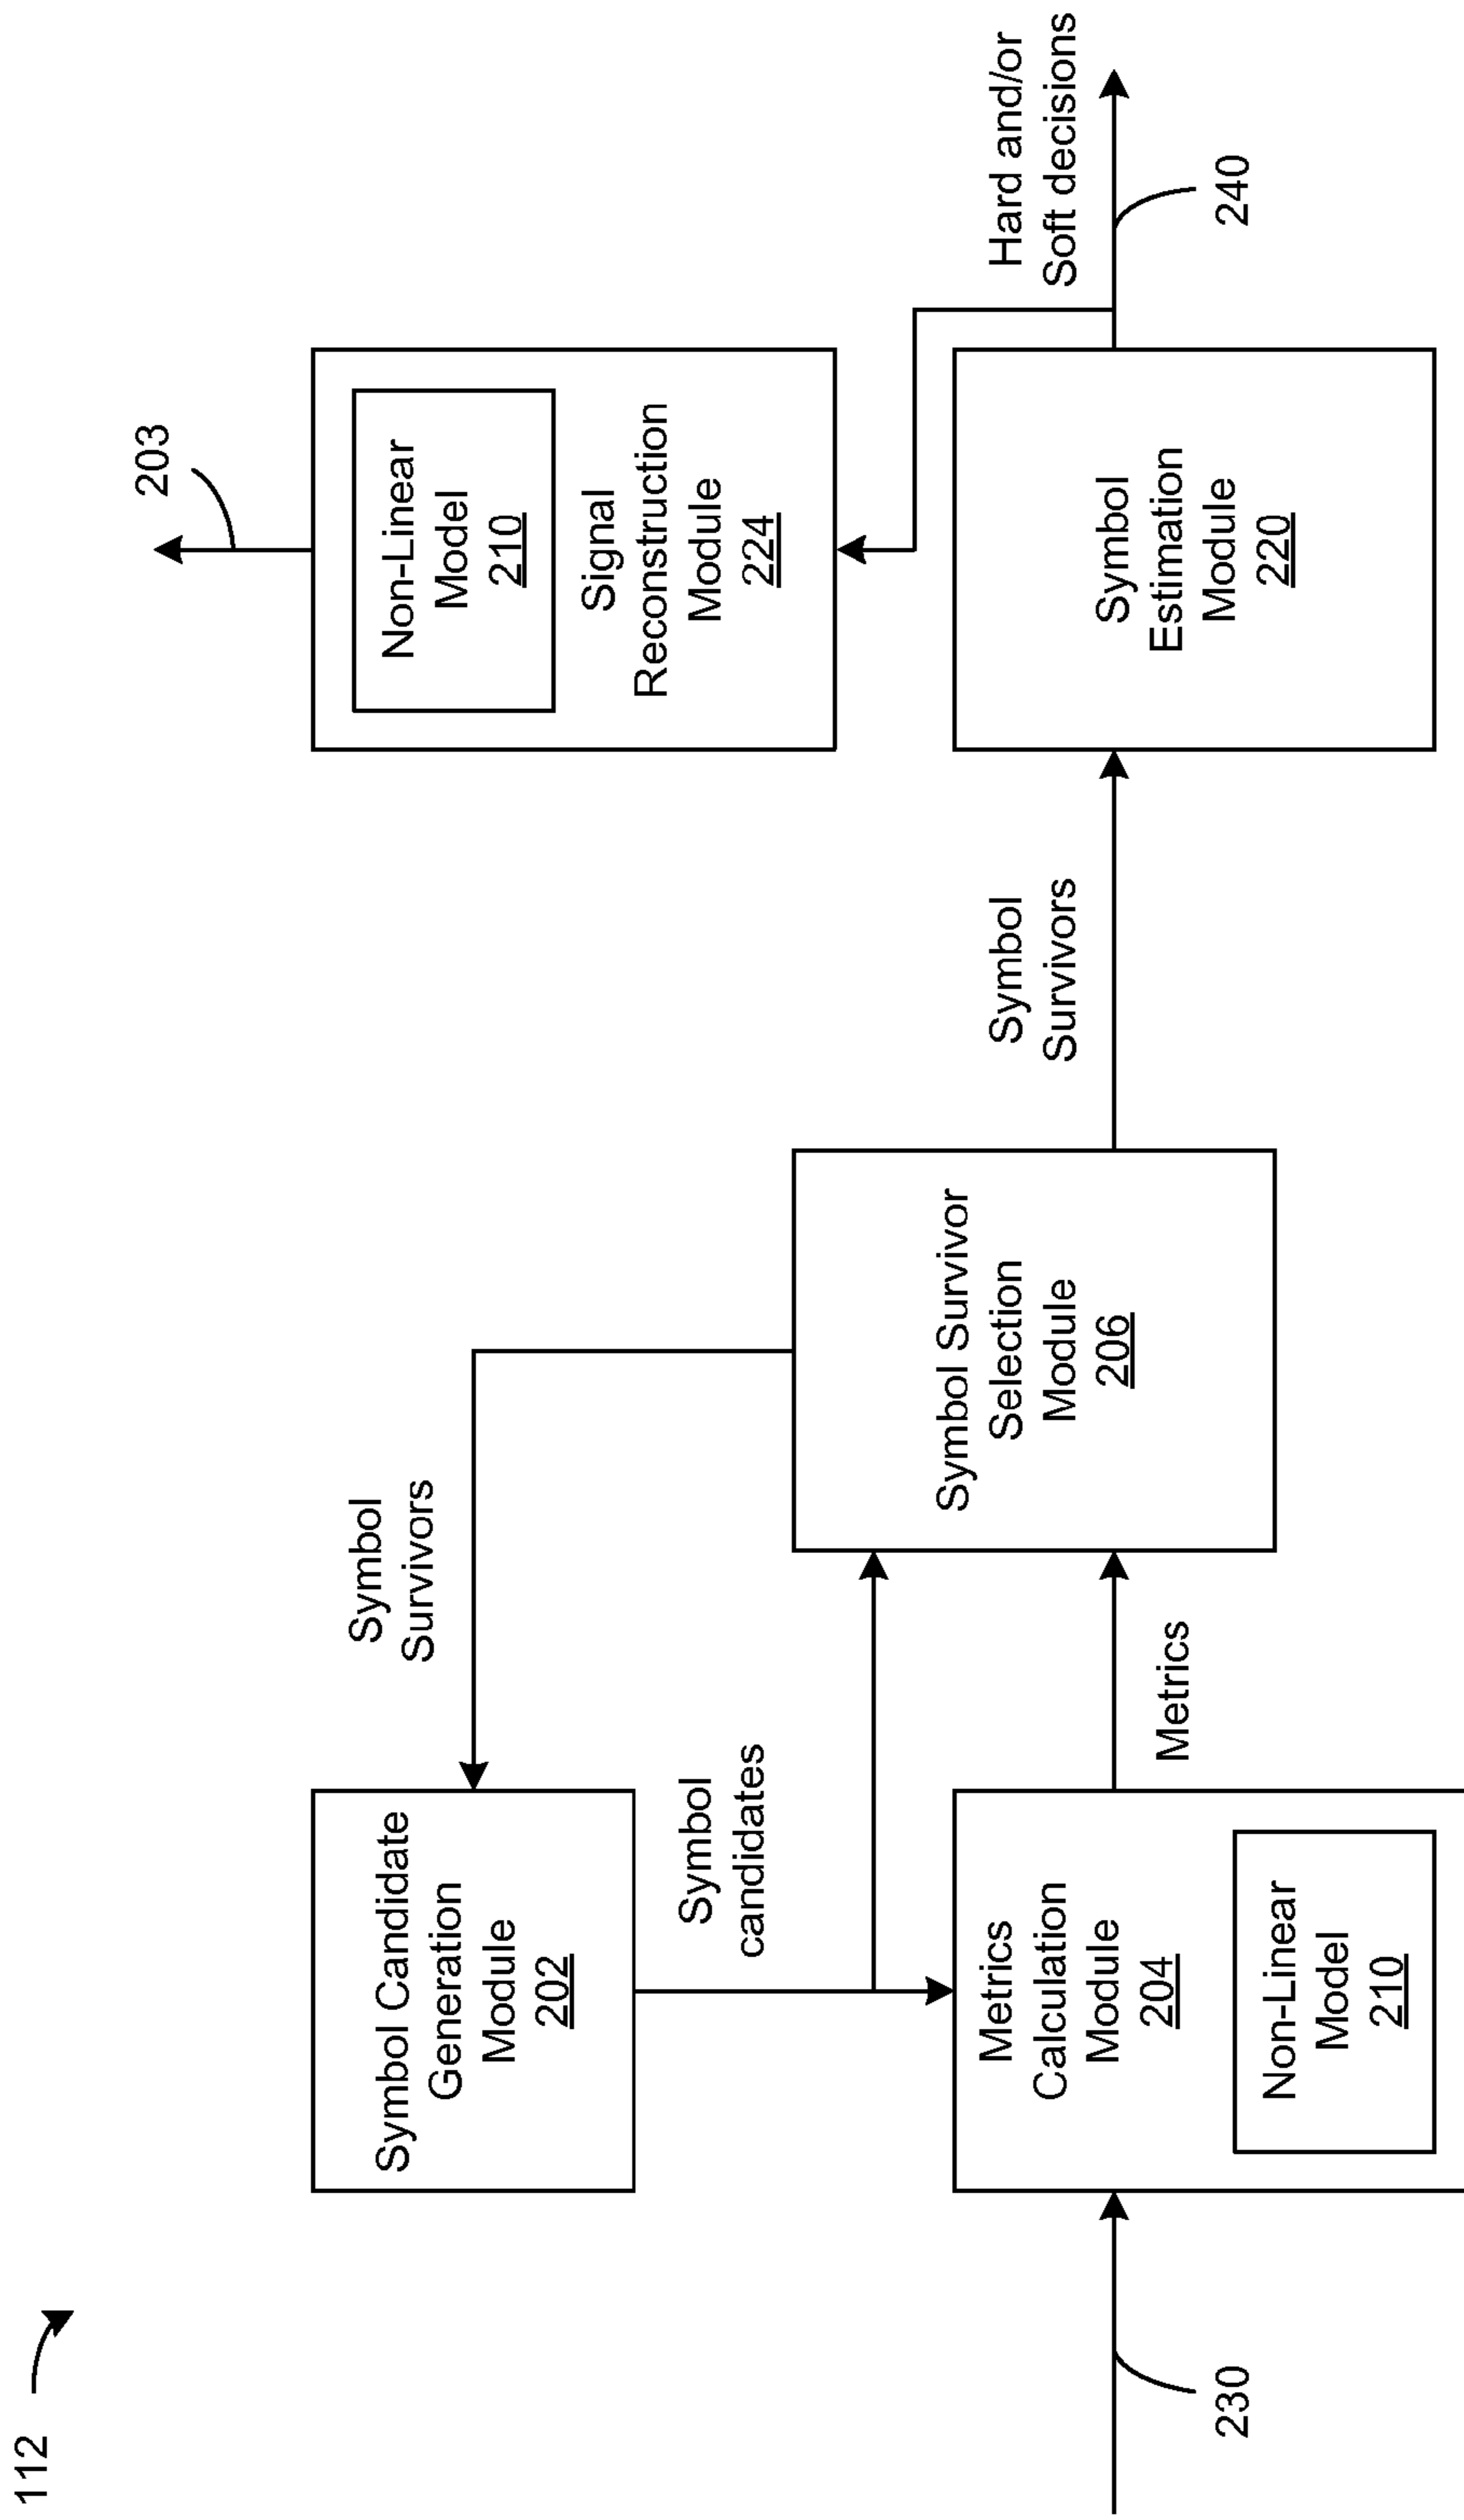 112
203
Symbol Candidate
Generation
Module
202
Symbol
Survivors
Non-Linear
Model
210
Signal
Reconstruction
Module
224
Symbol
candidates
Symbol Survivor
Selection
Module
206
Symbol
Survivors
Hard and/or
Soft decisions
Metrics
Calculation
Module
204
Non-Linear
Model
210
Metrics
Symbol
Estimation
Module
220
230
240